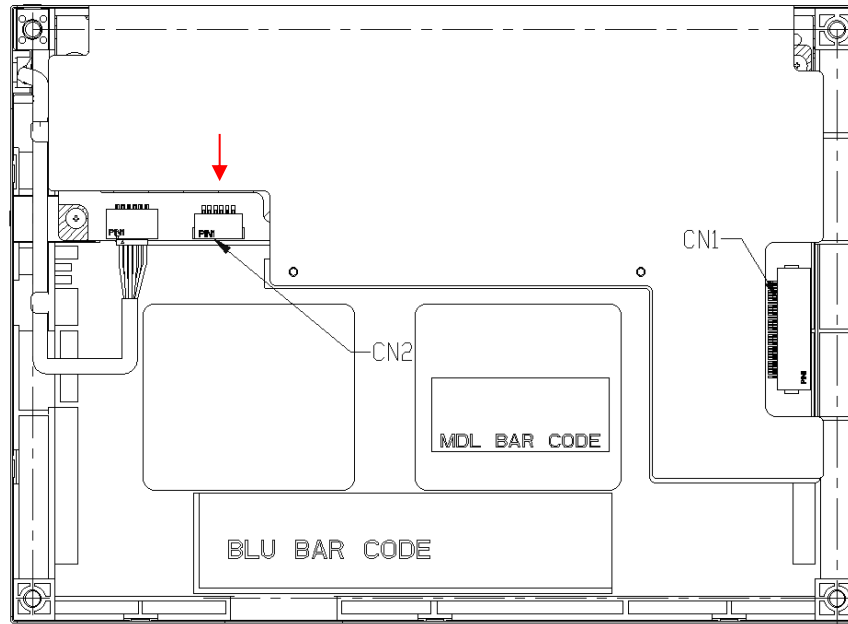 PIN1
PIN1
CN1
PIN1
CN2
MDL BAR CODE
BLU BAR CODE